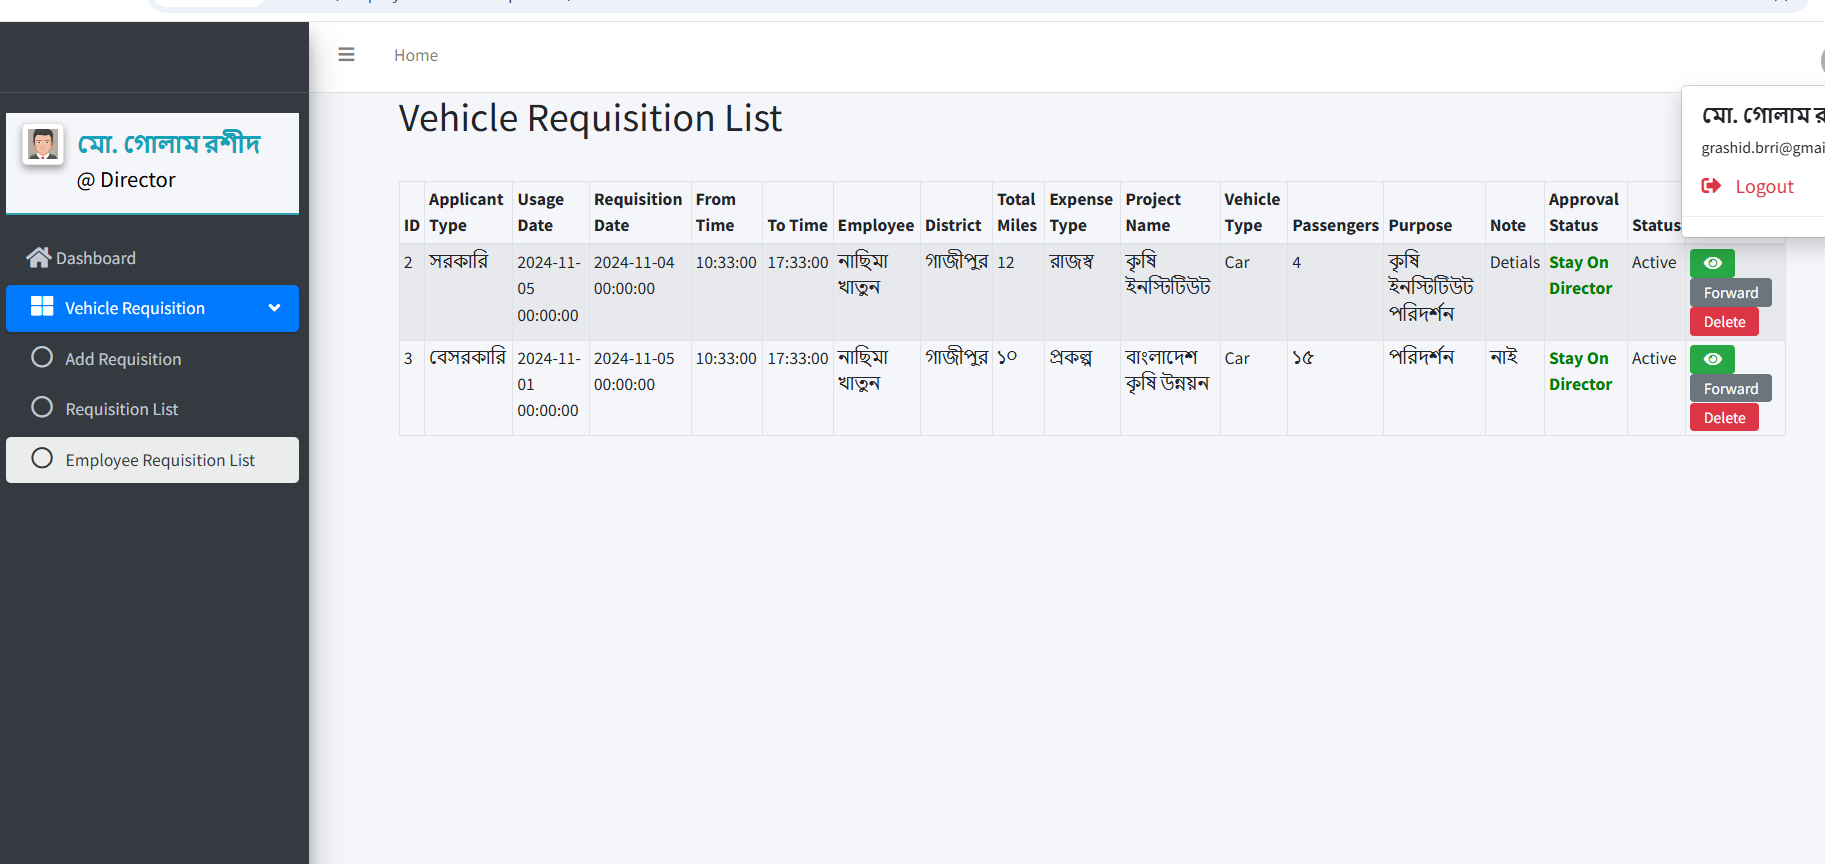 Home
মো. গোলাম রশীদ
@ Director
Dashboard
Vehicle Requisition
Add Requisition
Requisition List
Employee Requisition List
Vehicle Requisition List
মো. গোলাম
grashid.brri@gmai
Logout
ID Applicant Type Usage Date Requisition Date From Time To Time Employee District Total Miles Expense Type Project Name Vehicle Type Passengers Purpose Note Approval Status Status
2 সরকারি 2024-11-05 00:00:00 2024-11-04 00:00:00 10:33:00 17:33:00 নাছিমা খাতুন গাজীপুর 12 রাজস্ব কৃষি ইনস্টিটিউট Car 4 কৃষি ইনস্টিটিউট পরিদর্শন Detials Stay On Director Active
Forward
Delete
3 বেসরকারি 2024-11-01 00:00:00 2024-11-05 00:00:00 10:33:00 17:33:00 নাছিমা খাতুন গাজীপুর ১০ প্রকল্প বাংলাদেশ কৃষি উন্নয়ন Car ১৫ পরিদর্শন নাই Stay On Director Active
Forward
Delete